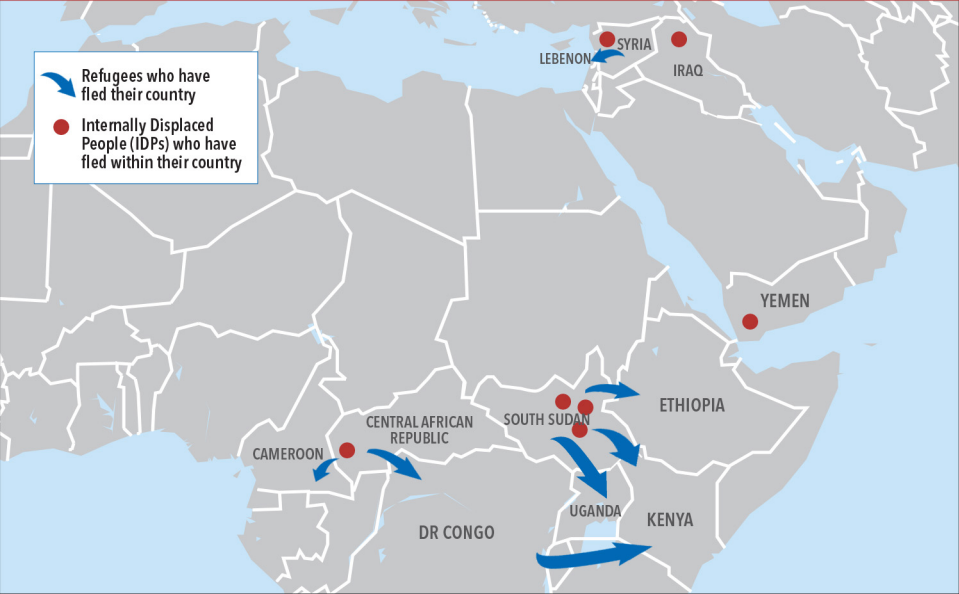 Refugees who have
fled their country
Internally Displaced
People (IDPs) who have
fled within their country
LEBENON
SYRIA
IRAQ
YEMEN
ETHIOPIA
SOUTH SUDAN
CENTRAL AFRICAN
REPUBLIC
CAMEROON
UGANDA
KENYA
DR CONGO